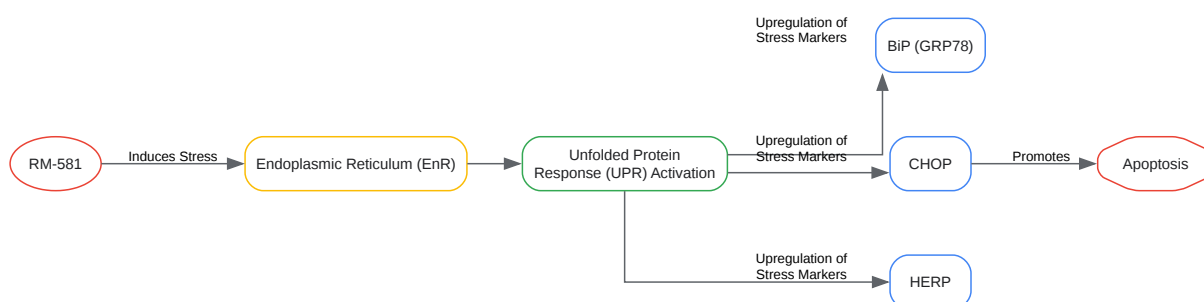 Upregulation of
Stress Markers
BiP (GRP78)
RM-581
Induces Stress
Endoplasmic Reticulum (EnR)
Unfolded Protein
Response (UPR) Activation
Upregulation of
Stress Markers
CHOP
Promotes
Apoptosis
Upregulation of
Stress Markers
HERP